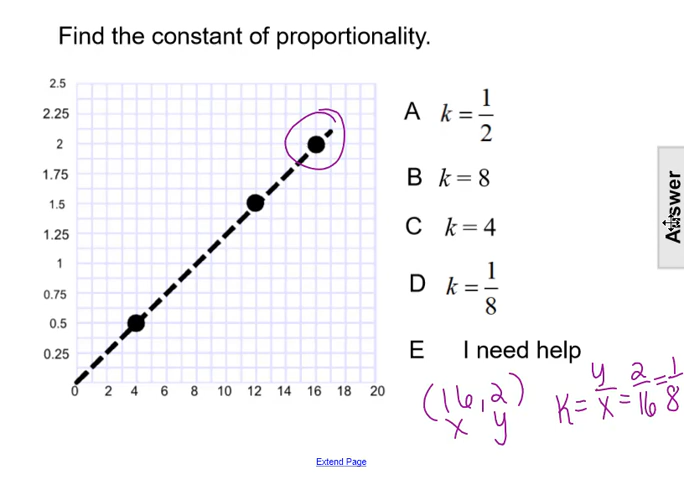 Find the constant of proportionality.
2.5
2.25
2
1.75
1.5
1.25
1
0.75
0.5
0.25
0 2 4 6 8 10 12 14 16 18 20
A k = 1/2
B k = 8
C k = 4
D k = 1/8
E I need help
(16, 2)
x y
K = y/x = 2/16 = 1/8
Answer
Extend Page